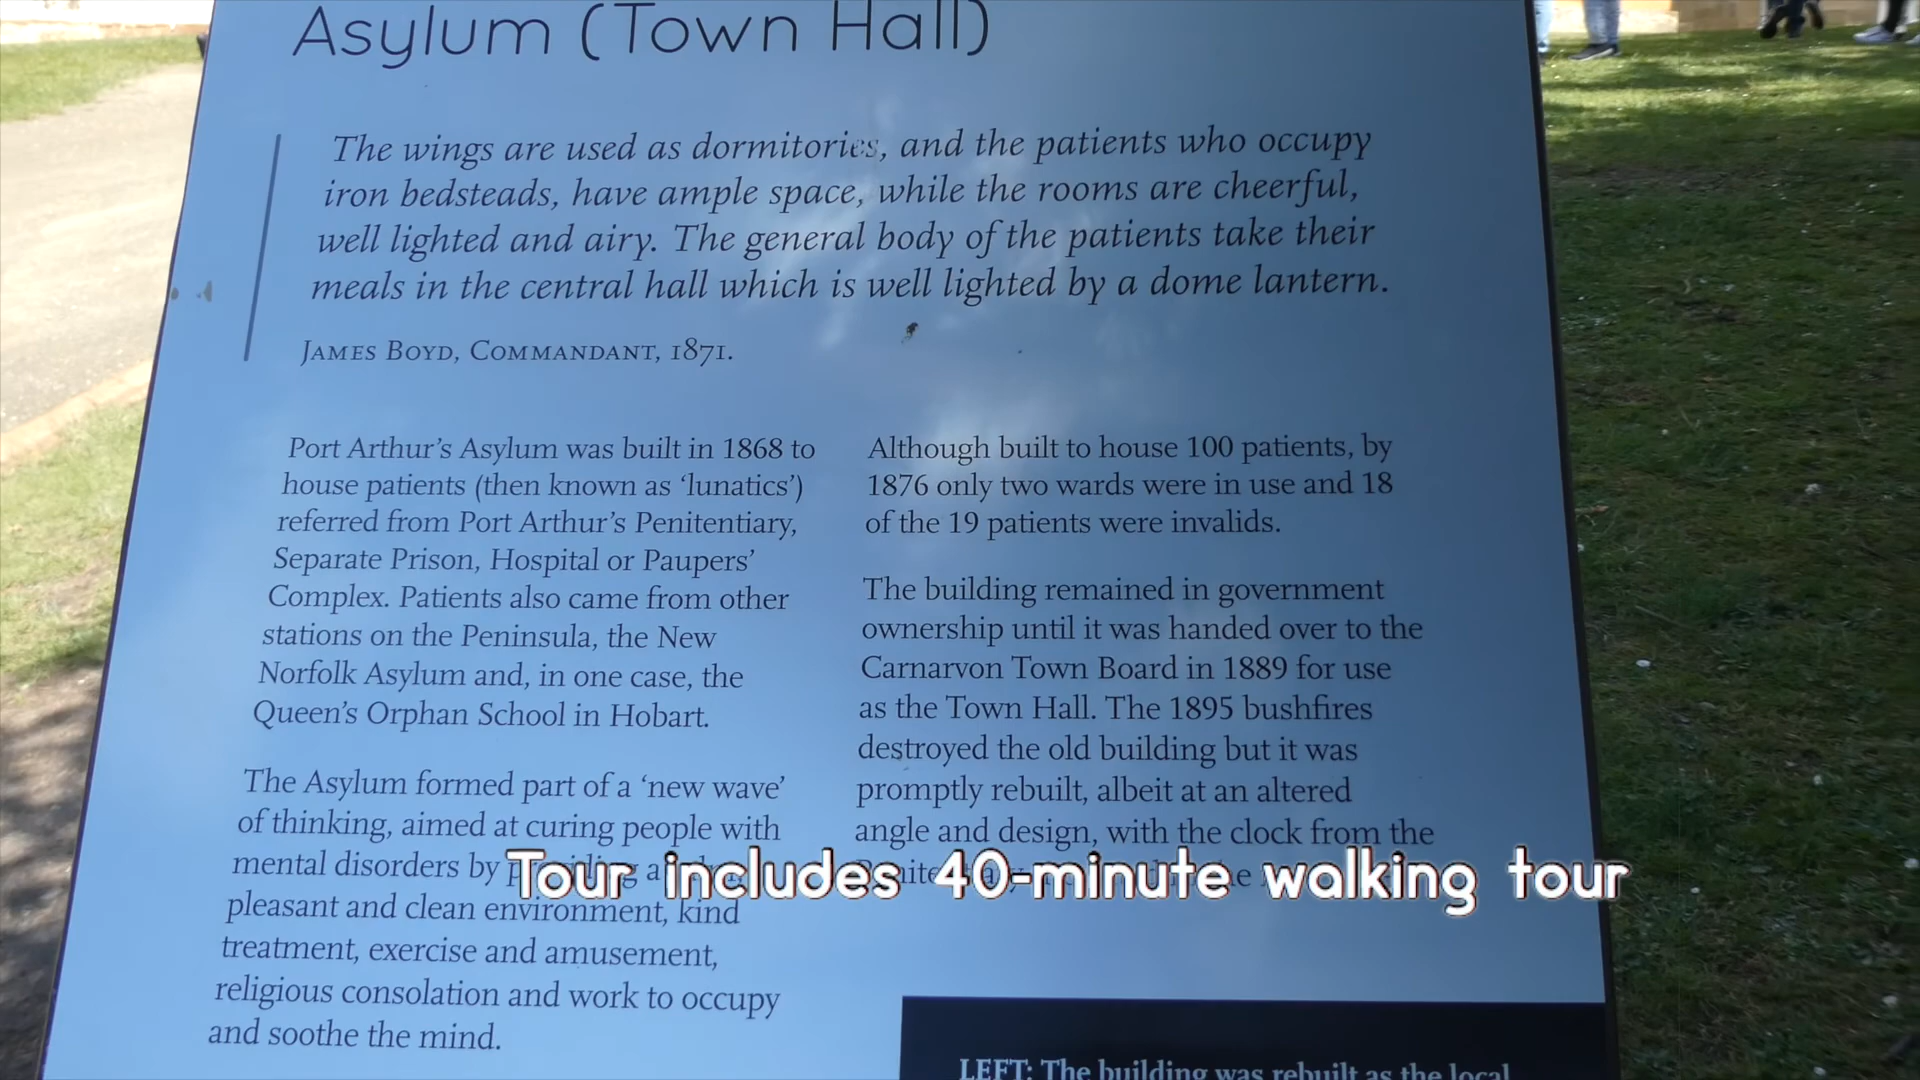 Asylum (Town Hall)
The wings are used as dormitories, and the patients who occupy
iron bedsteads, have ample space, while the rooms are cheerful,
well lighted and airy. The general body of the patients take their
meals in the central hall which is well lighted by a dome lantern.
JAMES BOYD, COMMANDANT, 1871.
Port Arthur's Asylum was built in 1868 to
house patients (then known as 'lunatics')
referred from Port Arthur's Penitentiary,
Separate Prison, Hospital or Paupers'
Complex. Patients also came from other
stations on the Peninsula, the New
Norfolk Asylum and, in one case, the
Queen's Orphan School in Hobart.
The Asylum formed part of a 'new wave'
of thinking, aimed at curing people with
mental disorders by
pleasant and clean environment, kind
treatment, exercise and amusement,
religious consolation and work to occupy
and soothe the mind.
Although built to house 100 patients, by
1876 only two wards were in use and 18
of the 19 patients were invalids.
The building remained in government
ownership until it was handed over to the
Carnarvon Town Board in 1889 for use
as the Town Hall. The 1895 bushfires
destroyed the old building but it was
promptly rebuilt, albeit at an altered
angle and design, with the clock from the
Tour includes 40-minute walking tour
LEFT: The building was rebuilt as the local